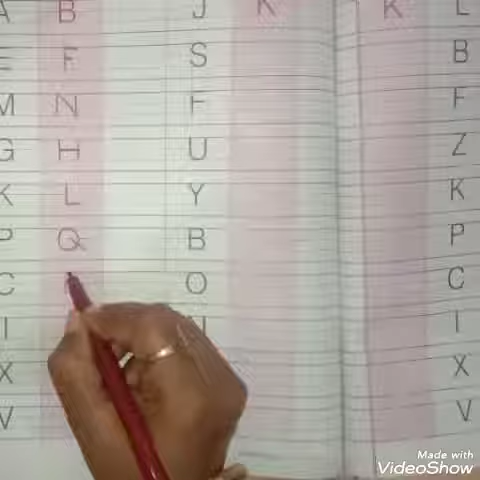 A B J K K L
E F S B
M N F F
G H U Z
K L Y K
P Q B P
C O C
I I
X X
V V
Made with
VideoShow